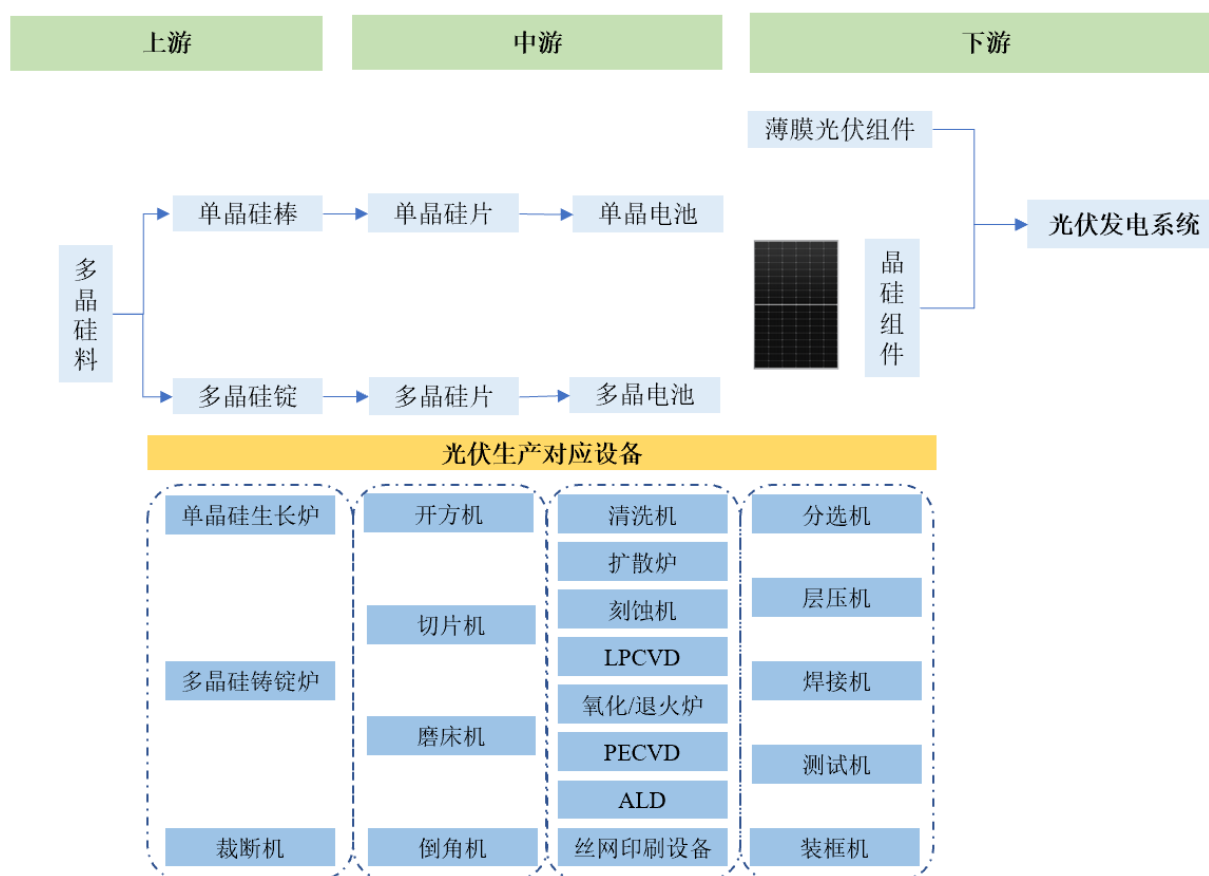 上游
中游
下游
薄膜光伏组件
单晶硅棒
单晶硅片
单晶电池
光伏发电系统
多晶硅料
晶硅组件
多晶硅锭
多晶硅片
多晶电池
光伏生产对应设备
单晶硅生长炉
多晶硅铸锭炉
裁断机
开方机
切片机
磨床机
倒角机
清洗机
扩散炉
刻蚀机
LPCVD
氧化/退火炉
PECVD
ALD
丝网印刷设备
分选机
层压机
焊接机
测试机
装框机